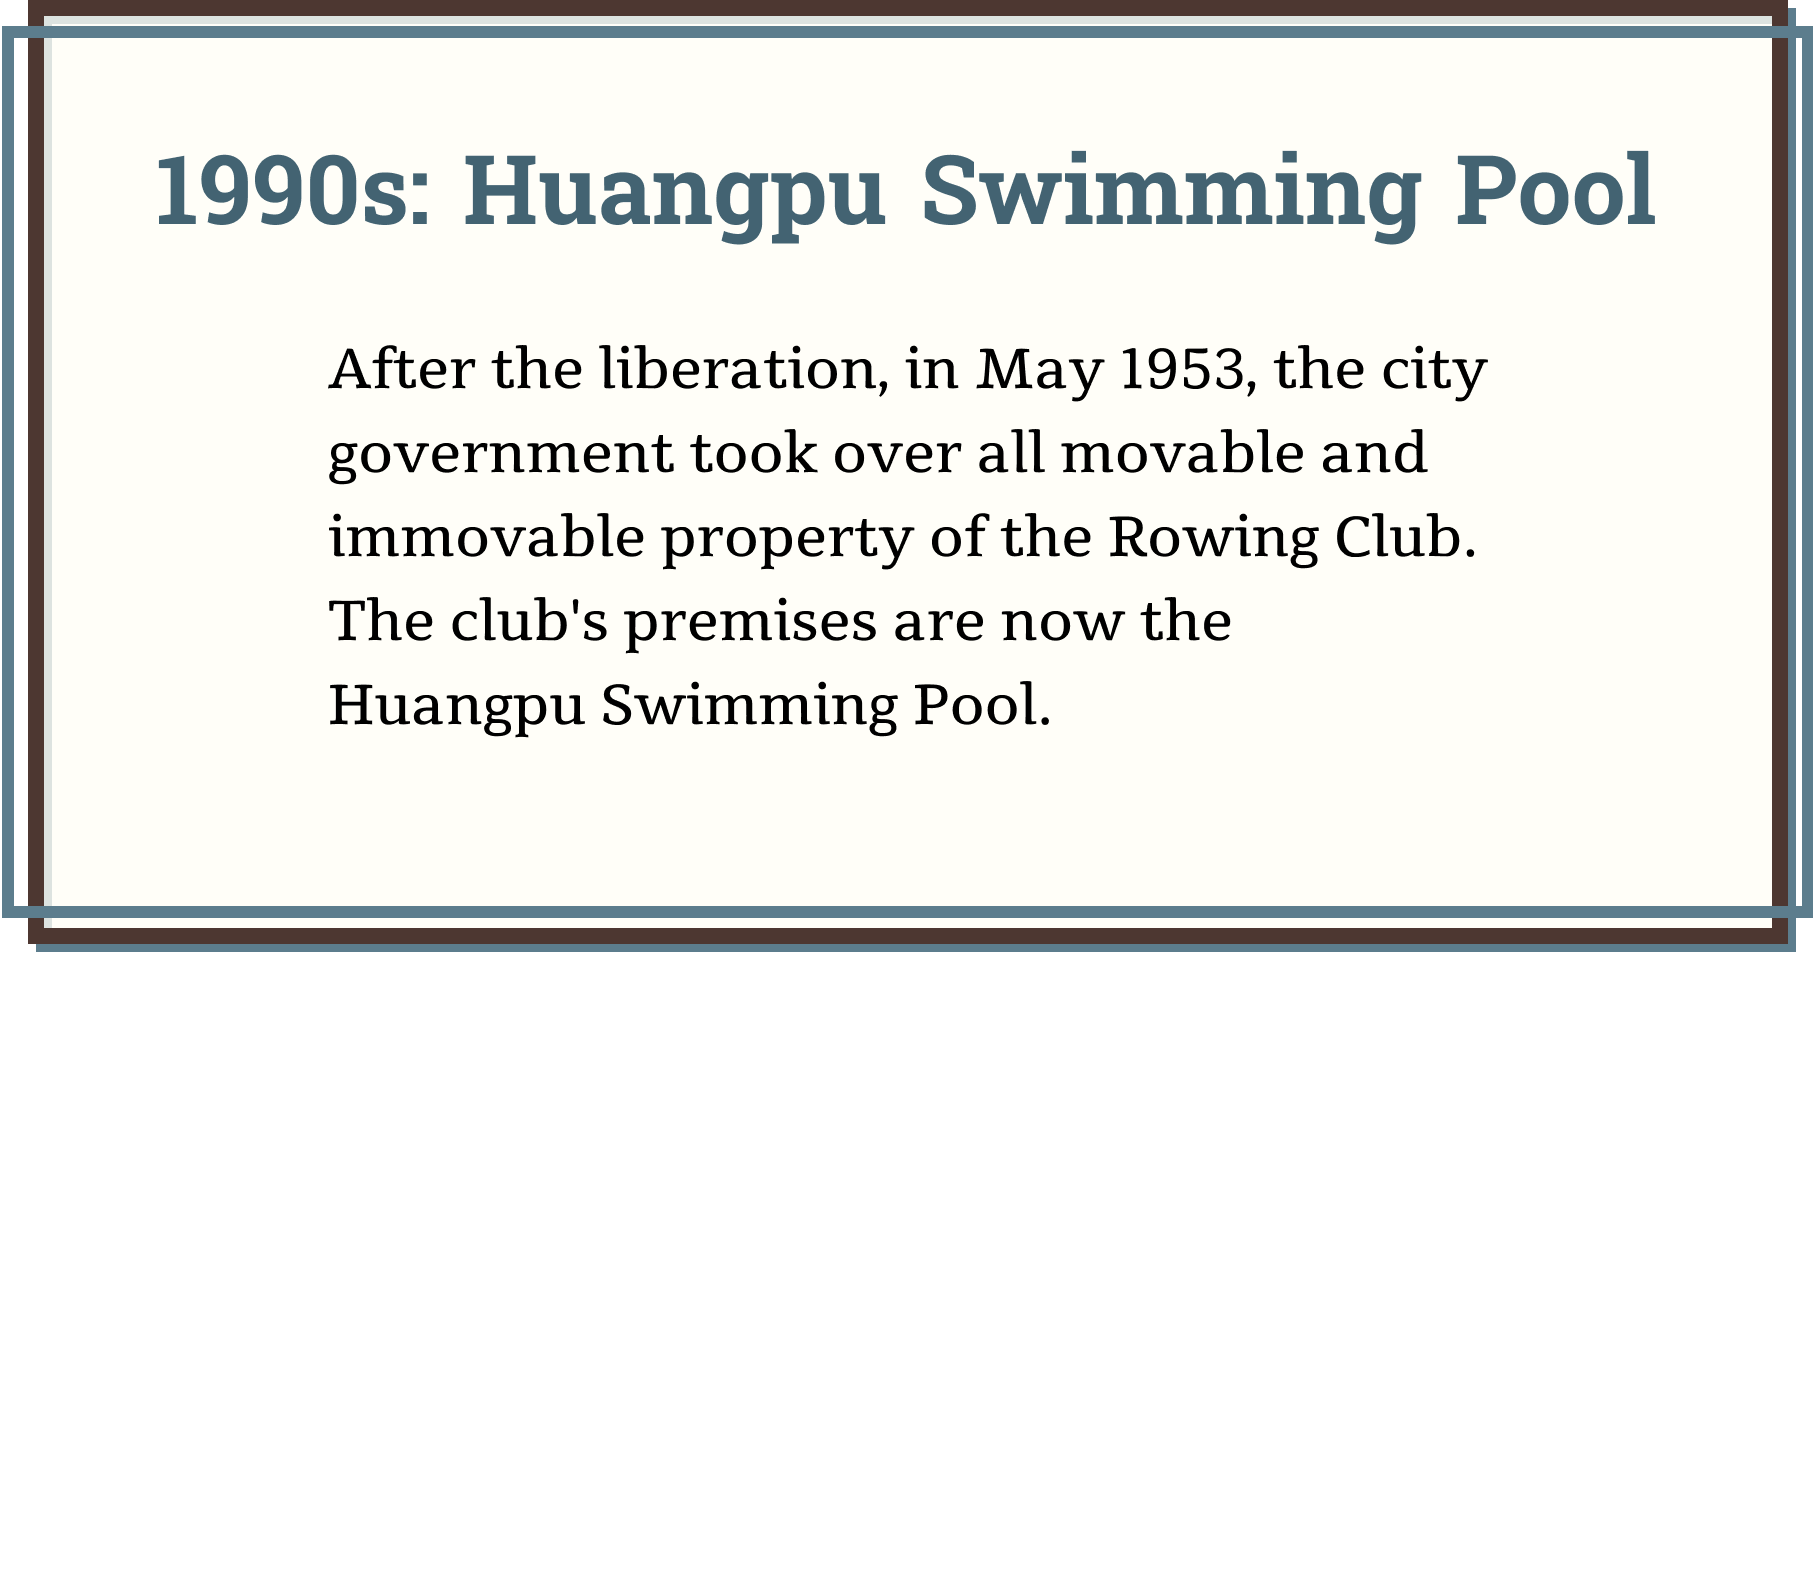 1990s: Huangpu Swimming Pool
After the liberation, in May 1953, the city
government took over all movable and
immovable property of the Rowing Club.
The club's premises are now the
Huangpu Swimming Pool.